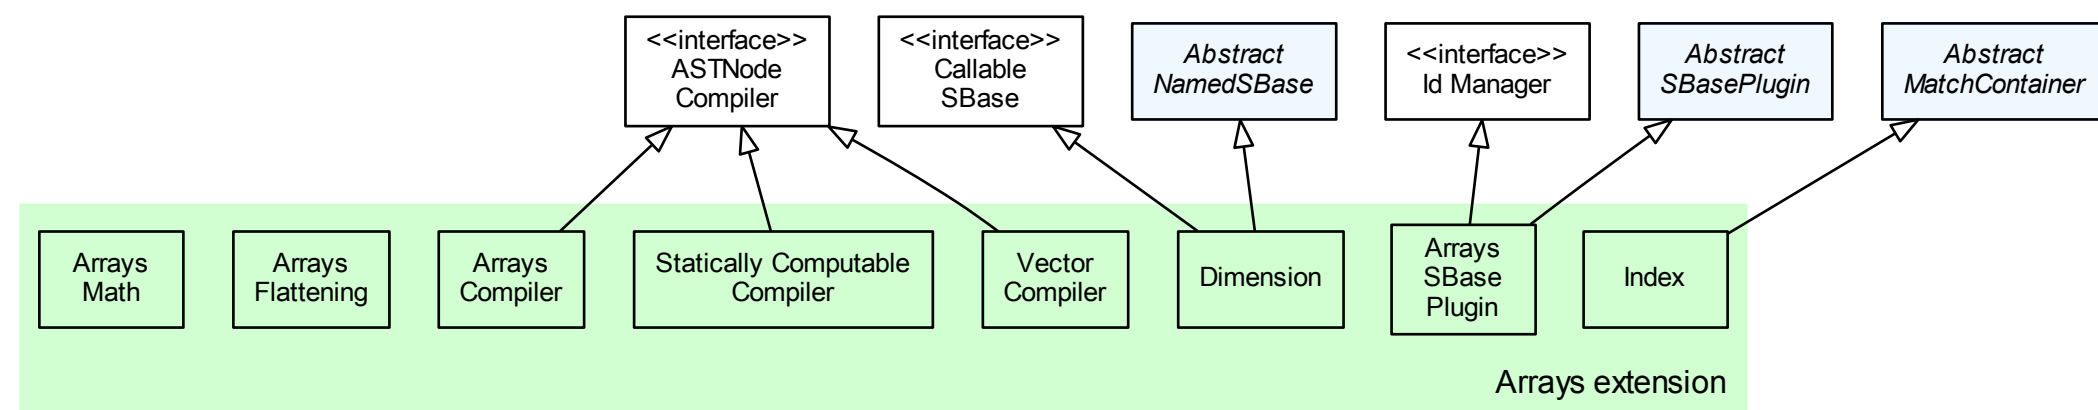 <<interface>>
ASTNode
Compiler
<<interface>>
Callable
SBase
Abstract
NamedSBase
<<interface>>
Id Manager
Abstract
SBasePlugin
Abstract
MatchContainer
Arrays
Math
Arrays
Flattening
Arrays
Compiler
Statically Computable
Compiler
Vector
Compiler
Dimension
Arrays
SBase
Plugin
Index
Arrays extension